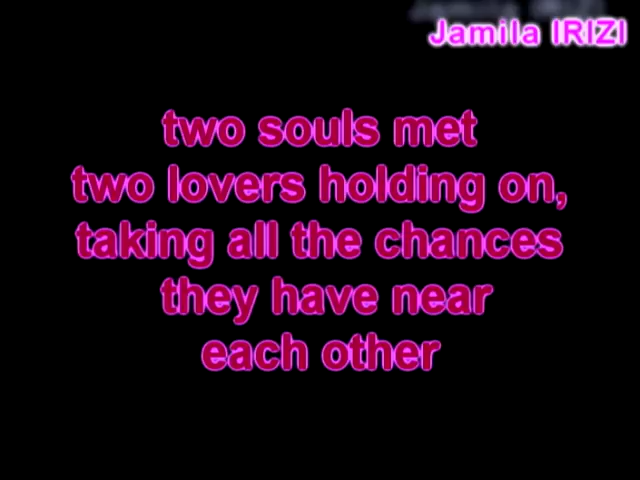 Jamila IRIZI
two souls met
two lovers holding on,
taking all the chances
they have near
each other